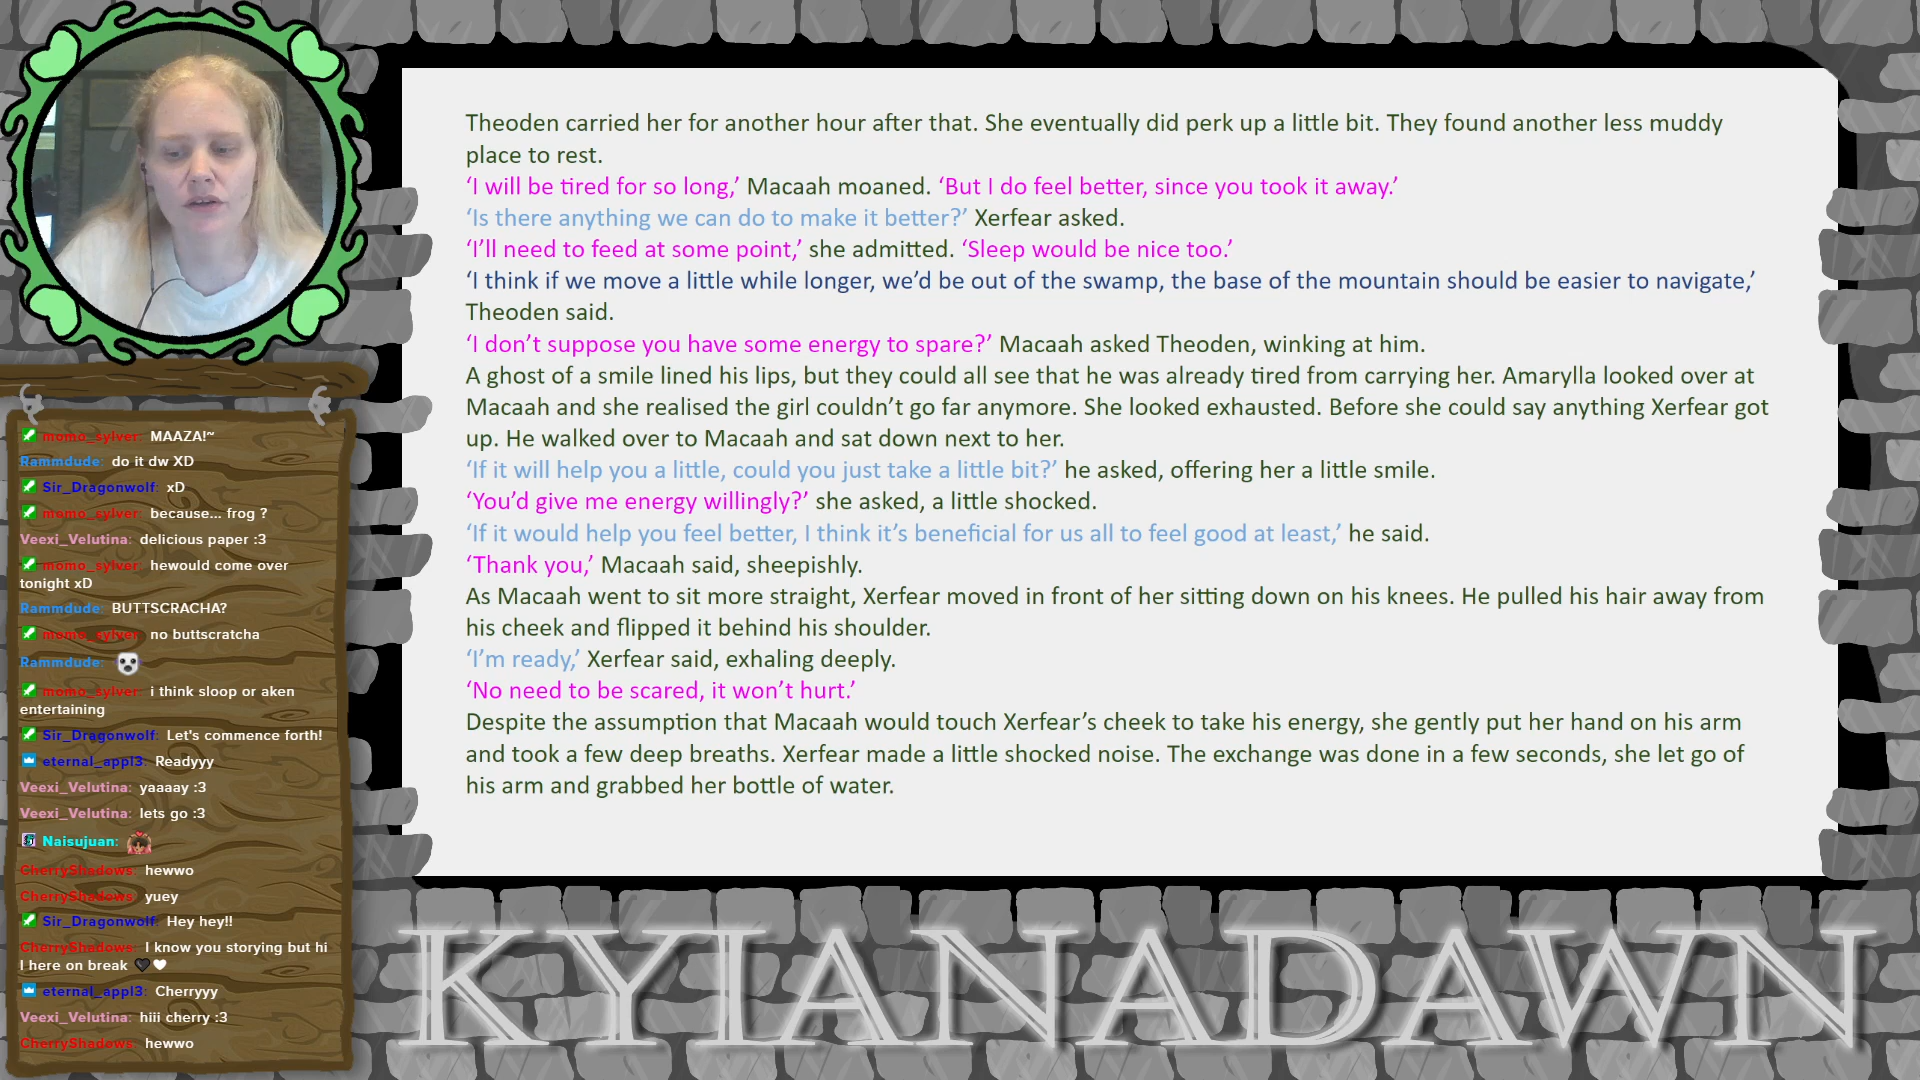 Theoden carried her for another hour after that. She eventually did perk up a little bit. They found another less muddy
place to rest.
‘I will be tired for so long,’ Macaah moaned. ‘But I do feel better, since you took it away.’
‘Is there anything we can do to make it better?’ Xerfear asked.
‘I’ll need to feed at some point,’ she admitted. ‘Sleep would be nice too.’
‘I think if we move a little while longer, we’d be out of the swamp, the base of the mountain should be easier to navigate,’
Theoden said.
‘I don’t suppose you have some energy to spare?’ Macaah asked Theoden, winking at him.
A ghost of a smile lined his lips, but they could all see that he was already tired from carrying her. Amarylla looked over at
Macaah and she realised the girl couldn’t go far anymore. She looked exhausted. Before she could say anything Xerfear got
up. He walked over to Macaah and sat down next to her.
‘If it will help you a little, could you just take a little bit?’ he asked, offering her a little smile.
‘You’d give me energy willingly?’ she asked, a little shocked.
‘If it would help you feel better, I think it’s beneficial for us all to feel good at least,’ he said.
‘Thank you,’ Macaah said, sheepishly.
As Macaah went to sit more straight, Xerfear moved in front of her sitting down on his knees. He pulled his hair away from
his cheek and flipped it behind his shoulder.
‘I’m ready,’ Xerfear said, exhaling deeply.
‘No need to be scared, it won’t hurt.’
Despite the assumption that Macaah would touch Xerfear’s cheek to take his energy, she gently put her hand on his arm
and took a few deep breaths. Xerfear made a little shocked noise. The exchange was done in a few seconds, she let go of
his arm and grabbed her bottle of water.
momo_sylver: MAAZA!~
Rammdude: do it dw XD
Sir_Dragonwolf: xD
momo_sylver: because... frog ?
Veexi_Velutina: delicious paper :3
momo_sylver: hewould come over
tonight xD
Rammdude: BUTTSCRACHA?
momo_sylver: no buttscratcha
Rammdude:
momo_sylver: i think sloop or aken
entertaining
Sir_Dragonwolf: Let's commence forth!
eternal_appl3: Readyyy
Veexi_Velutina: yaaaay :3
Veexi_Velutina: lets go :3
Naisujuan:
CherryShadows: hewwo
CherryShadows: yuey
Sir_Dragonwolf: Hey hey!!
CherryShadows: I know you storying but hi
I here on break 🖤🤍
eternal_appl3: Cherryyy
Veexi_Velutina: hiii cherry :3
CherryShadows: hewwo
KYIANADAWN